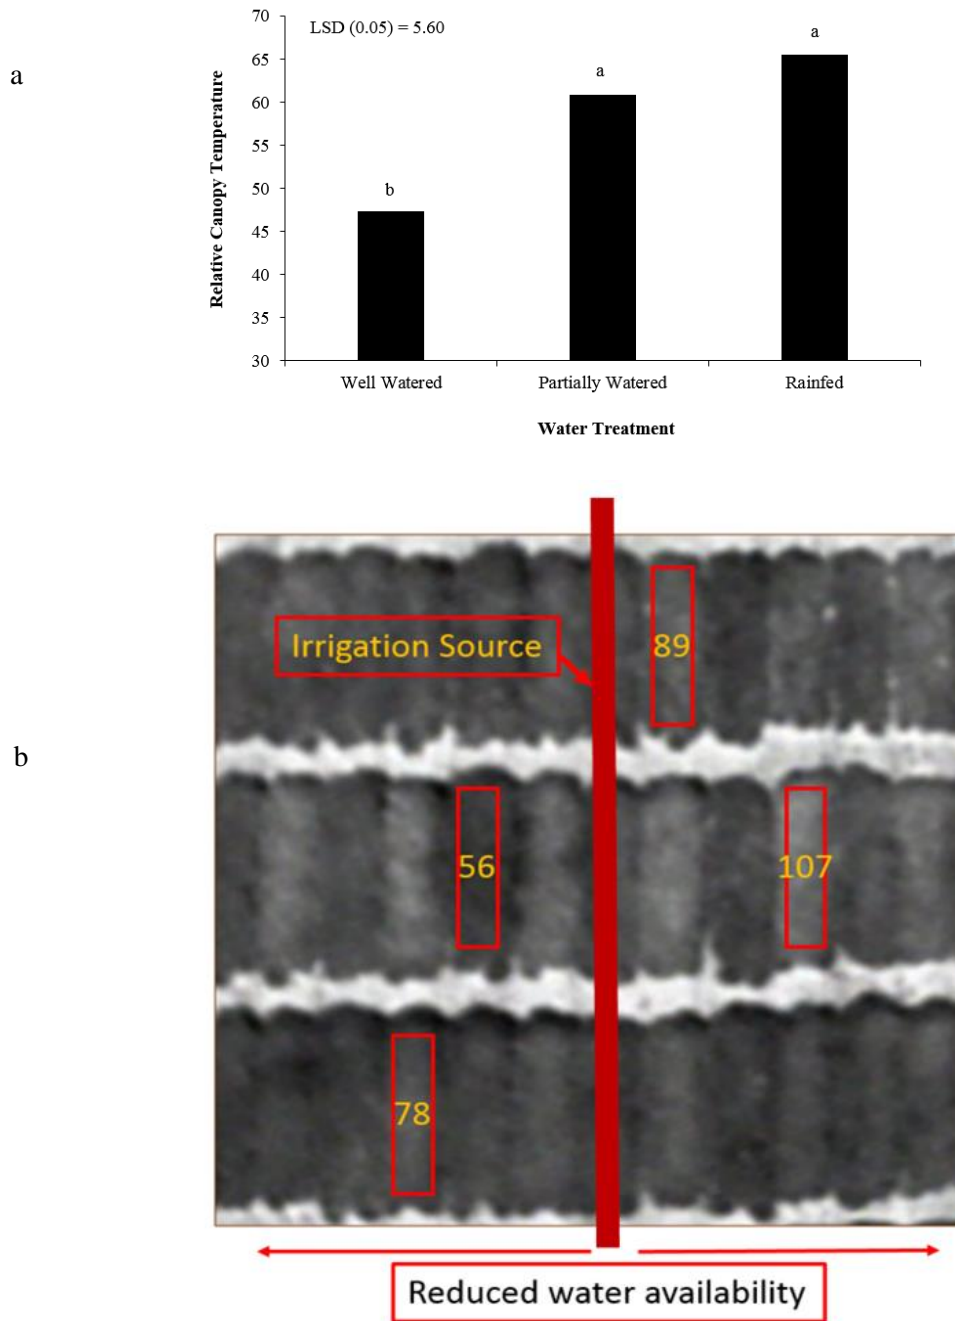 a
LSD (0.05) = 5.60
Relative Canopy Temperature
70
65
60
55
50
45
40
35
30
b
a
a
Well Watered
Partially Watered
Rainfed
Water Treatment
b
Irrigation Source
89
56
107
78
Reduced water availability